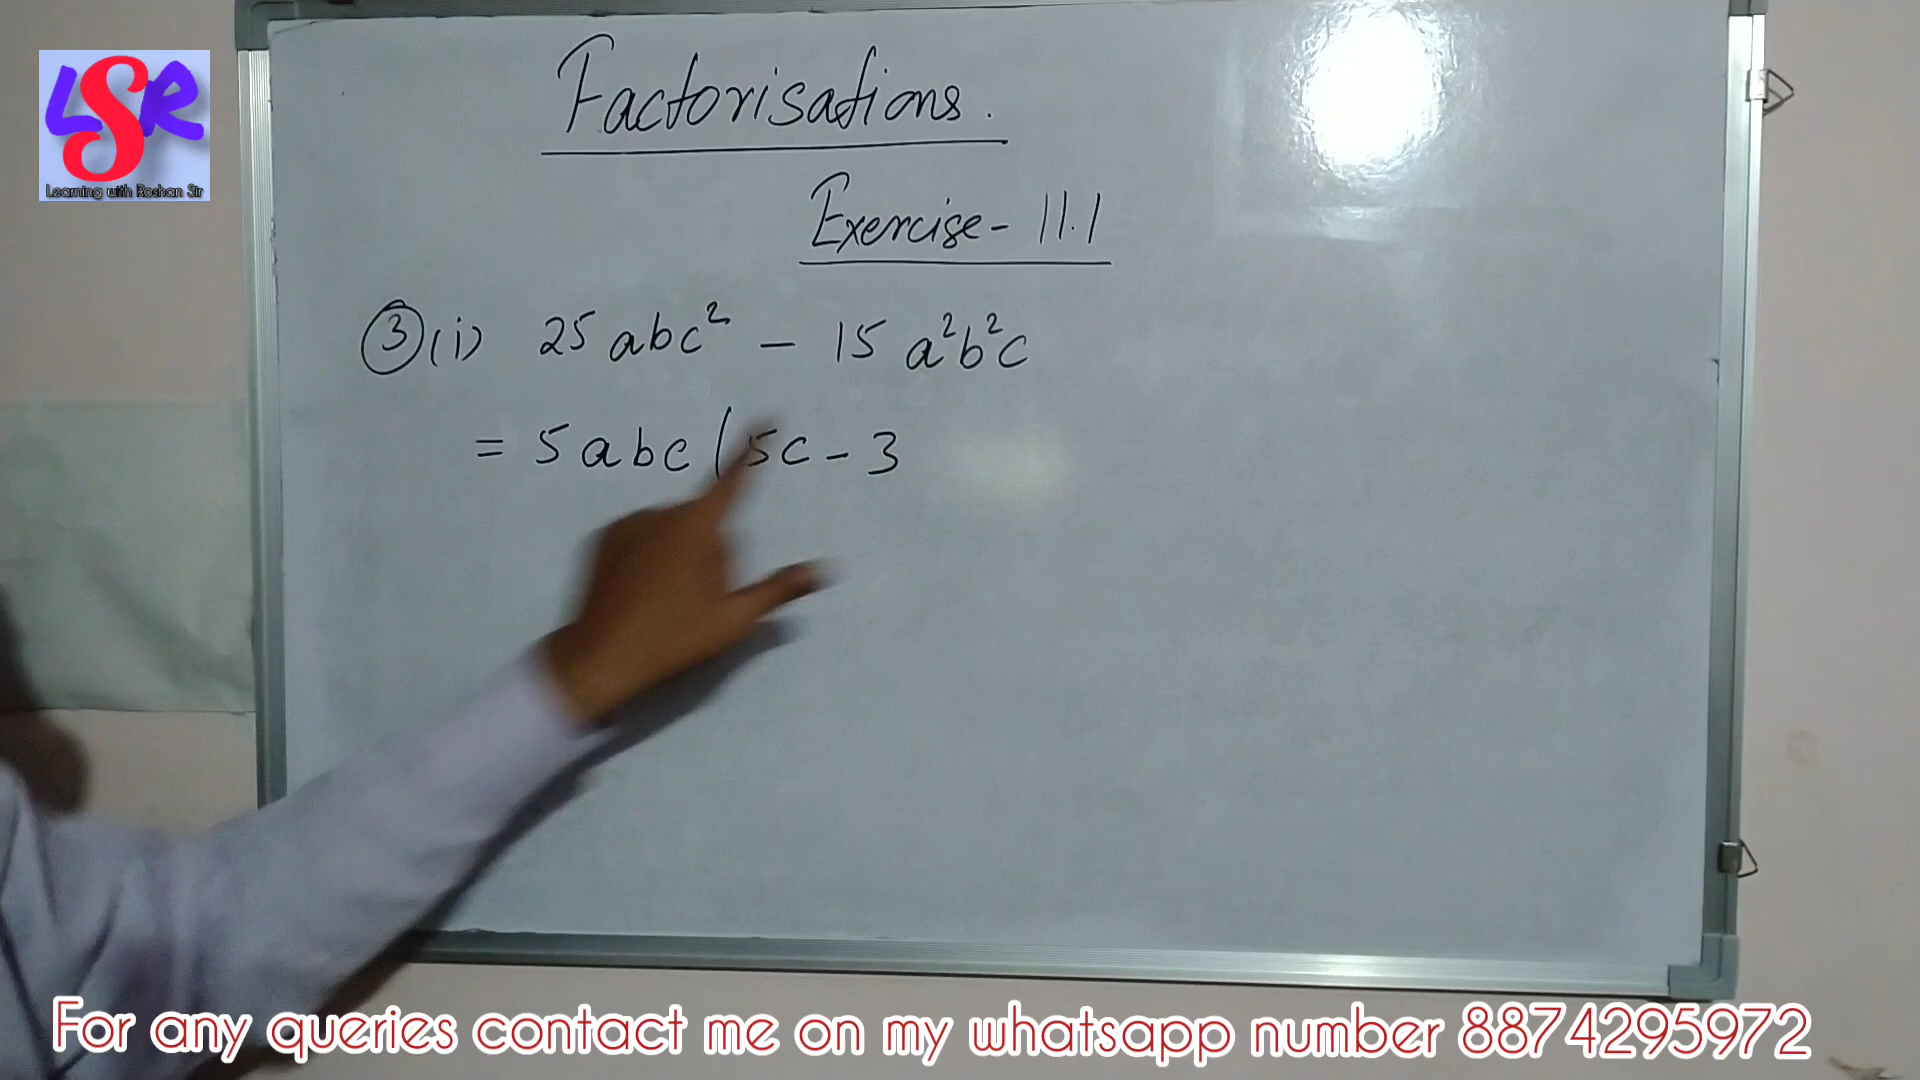 LSR
Learning with Roshan Sir
Factorisations.
Exercise - 11.1
③(i) 25abc² - 15a²b²c
= 5abc(5c - 3
For any queries contact me on my whatsapp number 8874295972